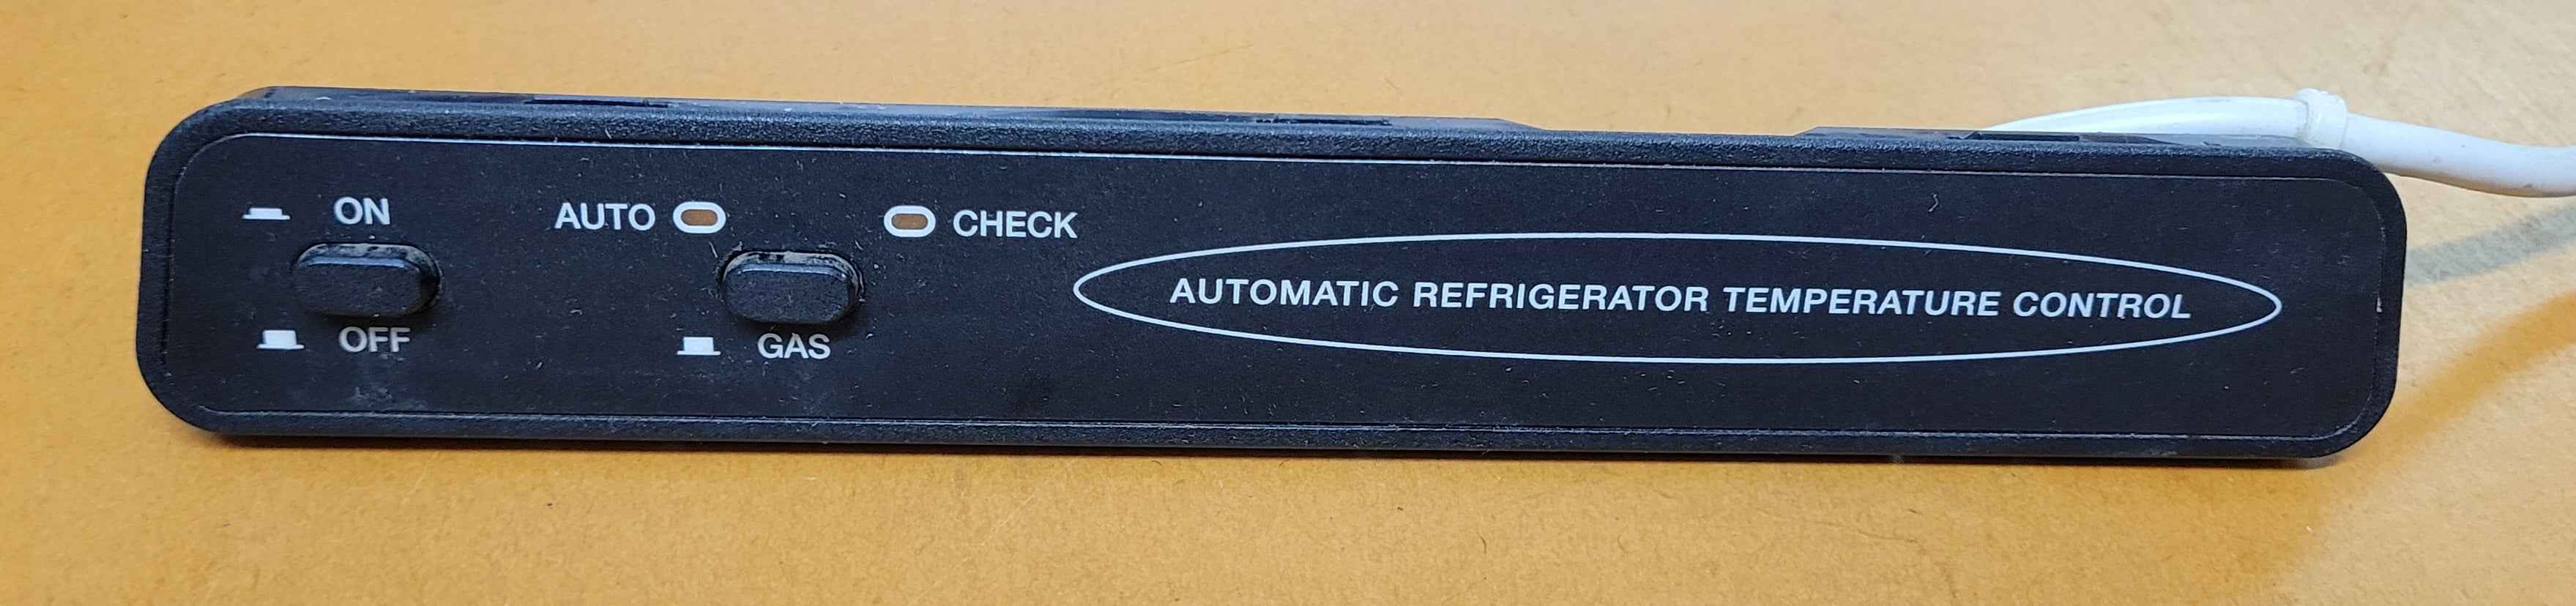 ON
OFF
AUTO
GAS
CHECK
AUTOMATIC REFRIGERATOR TEMPERATURE CONTROL